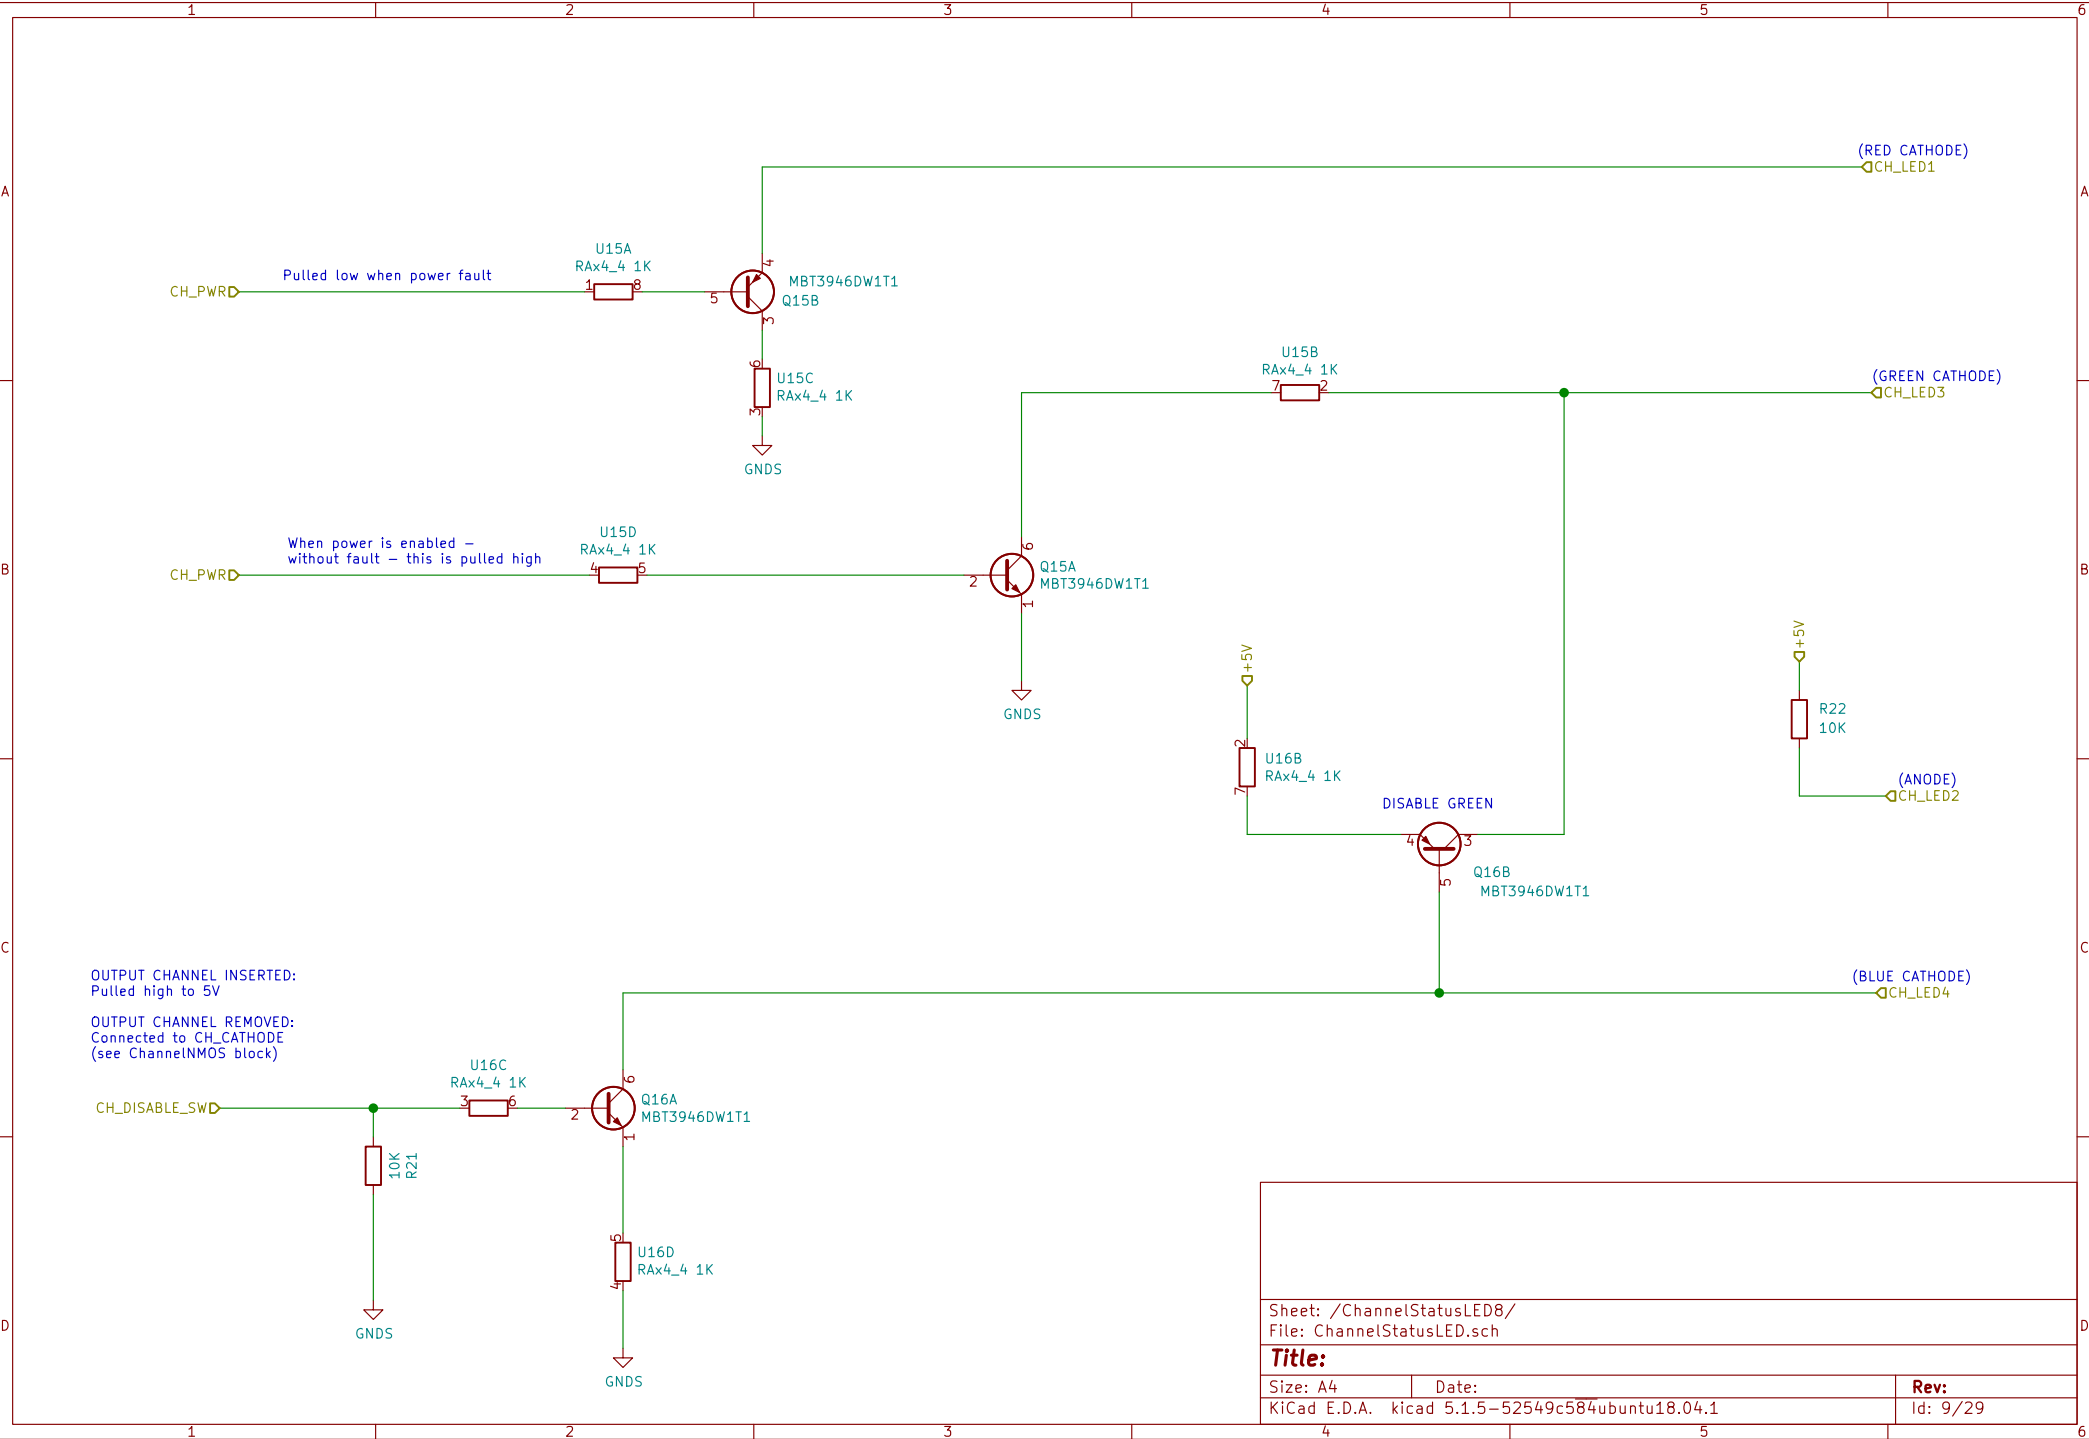 1 2 3 4 5 6
A
A
(RED CATHODE)
CH_LED1
CH_PWR
Pulled low when power fault
U15A
RAx4_4 1K
1 8
5
4
3
MBT3946DW1T1
Q15B
6
3
U15C
RAx4_4 1K
GNDS
U15B
RAx4_4 1K
7 2
(GREEN CATHODE)
CH_LED3
B
B
When power is enabled –
without fault – this is pulled high
CH_PWR
U15D
RAx4_4 1K
4 5
2
6
1
Q15A
MBT3946DW1T1
GNDS
+5V
2
7
U16B
RAx4_4 1K
+5V
R22
10K
(ANODE)
CH_LED2
DISABLE GREEN
4 3
5
Q16B
MBT3946DW1T1
C
C
(BLUE CATHODE)
CH_LED4
OUTPUT CHANNEL INSERTED:
Pulled high to 5V
OUTPUT CHANNEL REMOVED:
Connected to CH_CATHODE
(see ChannelNMOS block)
CH_DISABLE_SW
U16C
RAx4_4 1K
3 6
2
6
1
Q16A
MBT3946DW1T1
10K
R21
GNDS
5
4
U16D
RAx4_4 1K
GNDS
D
D
Sheet: /ChannelStatusLED8/
File: ChannelStatusLED.sch
Title:
Size: A4 Date: Rev:
KiCad E.D.A. kicad 5.1.5-52549c584ubuntu18.04.1 Id: 9/29
1 2 3 4 5 6